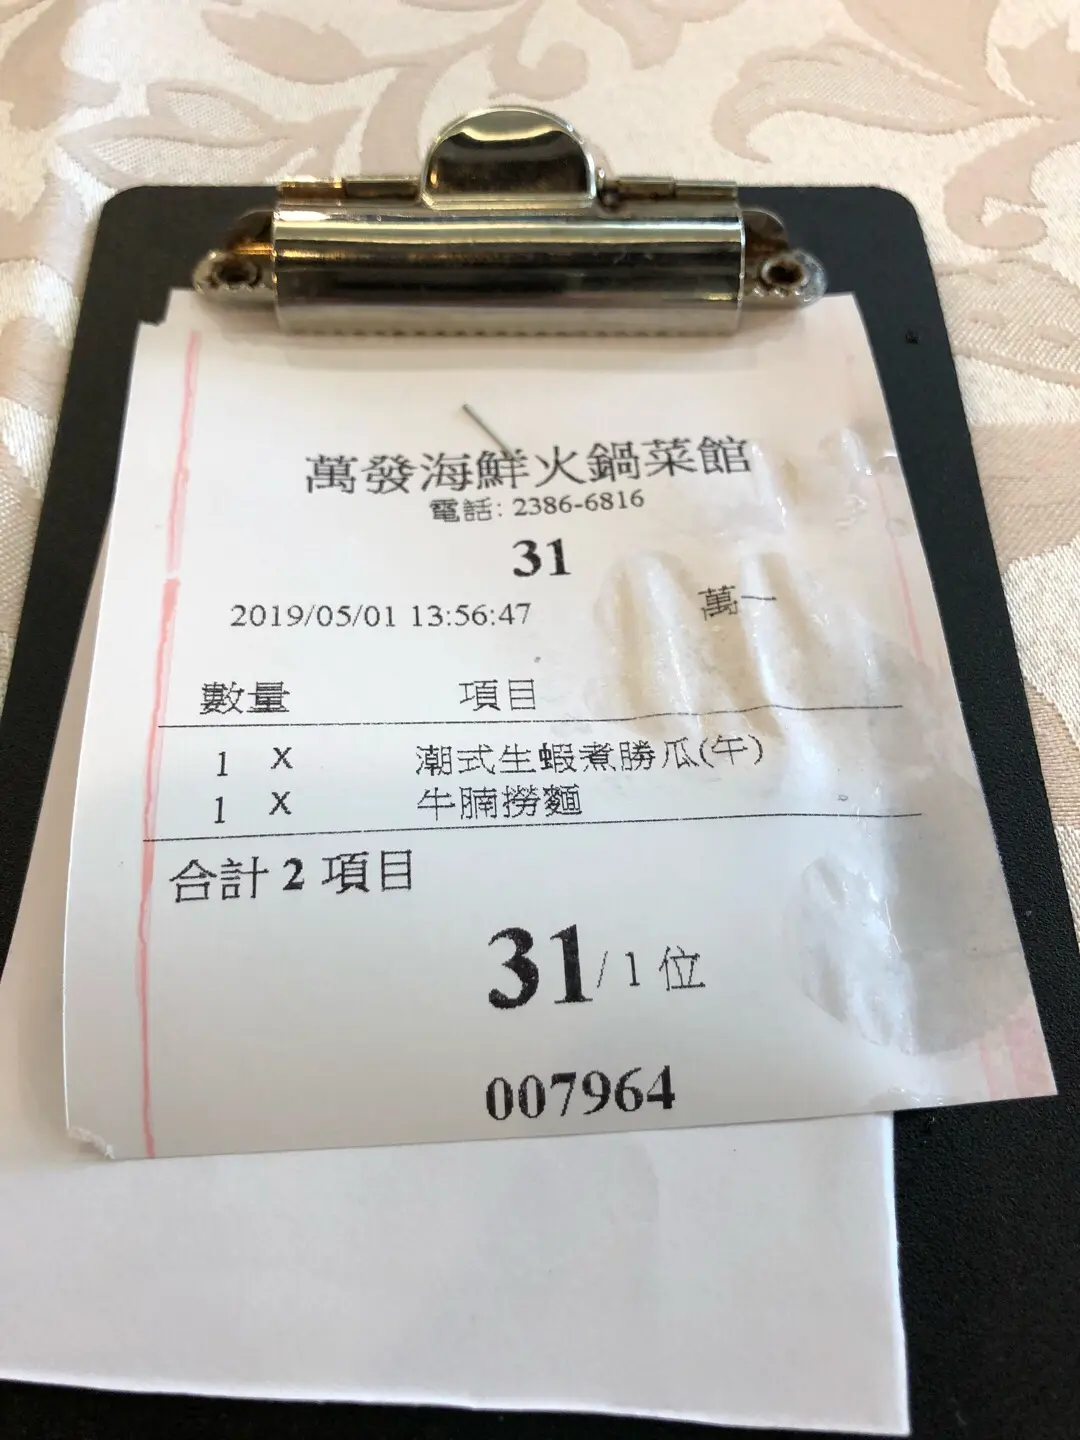 萬發海鮮火鍋菜館
電話: 2386-6816
31
2019/05/01 13:56:47 萬一
數量 項目
1 X 潮式生蝦煮勝瓜(午)
1 X 牛腩撈麵
合計 2 項目
31 / 1 位
007964